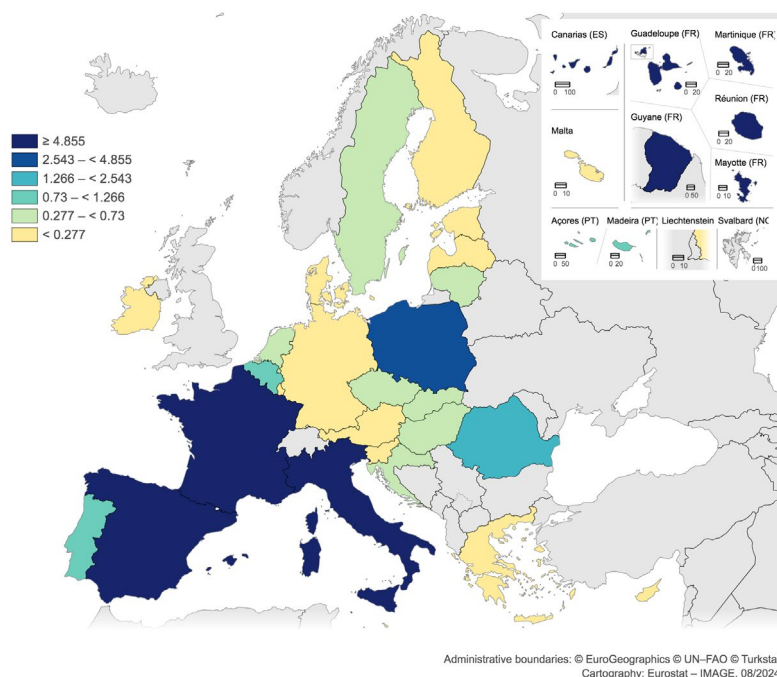 Canarias (ES)
0 100
Guadeloupe (FR)
0 20
Martinique (FR)
0 20
Réunion (FR)
0 20
Guyane (FR)
0 50
Mayotte (FR)
0 10
Malta
0 10
Açores (PT)
0 50
Madeira (PT)
0 20
Liechtenstein
0 10
Svalbard (NO
0 100
≥ 4.855
2.543 – < 4.855
1.266 – < 2.543
0.73 – < 1.266
0.277 – < 0.73
< 0.277
Administrative boundaries: © EuroGeographics © UN–FAO © Turksta
Cartography: Eurostat – IMAGE, 08/2024